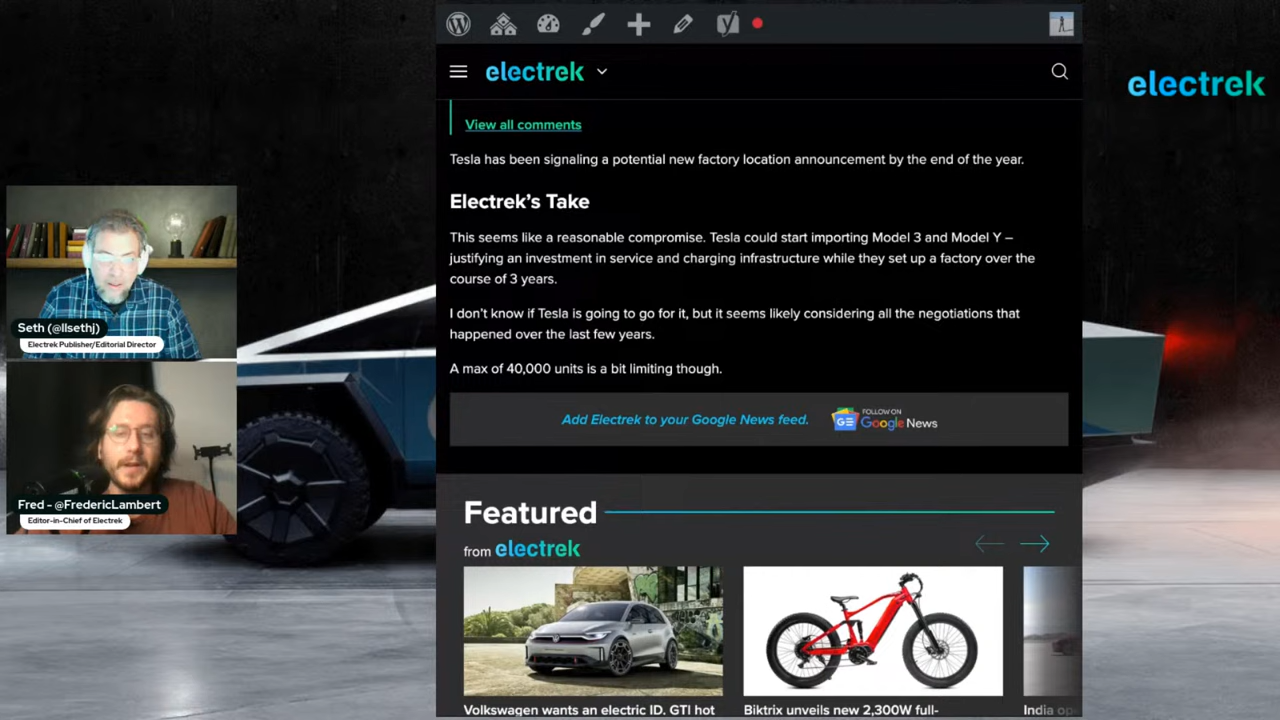 electrek
electrek
View all comments
Tesla has been signaling a potential new factory location announcement by the end of the year.
Electrek's Take
This seems like a reasonable compromise. Tesla could start importing Model 3 and Model Y –
justifying an investment in service and charging infrastructure while they set up a factory over the
course of 3 years.
I don't know if Tesla is going to go for it, but it seems likely considering all the negotiations that
happened over the last few years.
A max of 40,000 units is a bit limiting though.
Add Electrek to your Google News feed.
FOLLOW ON
GE Google News
Seth (@llsethj)
Electrek Publisher/Editorial Director
Fred - @FredericLambert
Editor-in-Chief of Electrek
Featured
from electrek
Volkswagen wants an electric ID. GTI hot
Biktrix unveils new 2,300W full-
India op